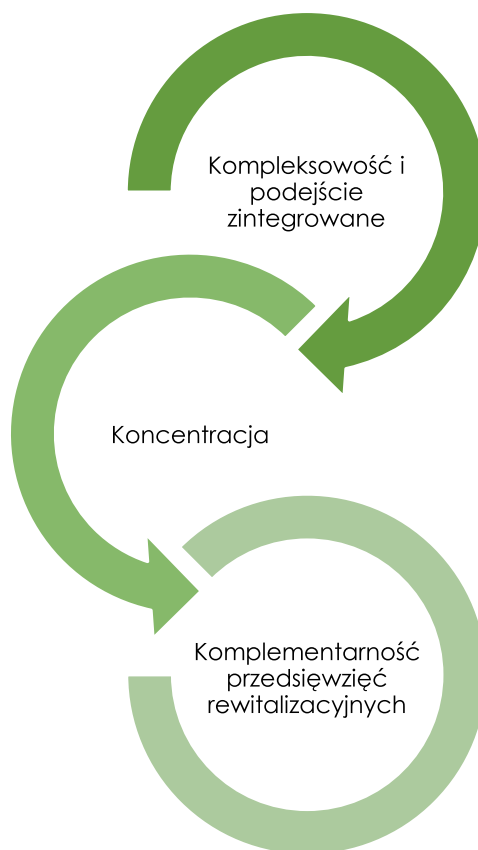 Kompleksowość i
podejście
zintegrowane
Koncentracja
Komplementarność
przedsięwzięć
rewitalizacyjnych